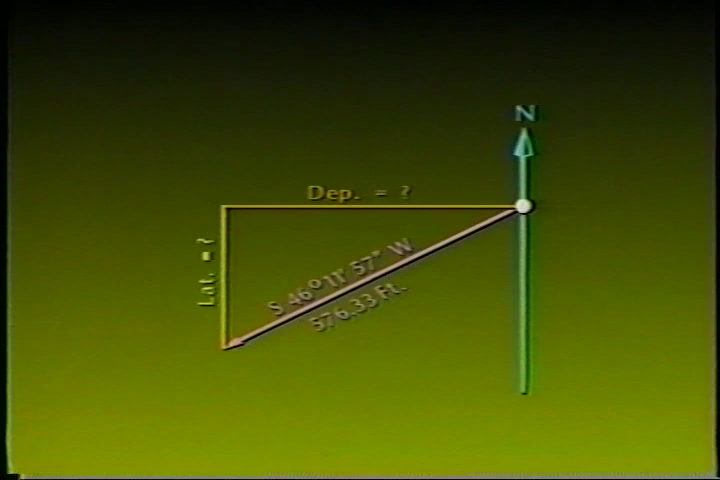 N
Dep. = ?
Lat. = ?
S 46° 11' 57" W
576.33 Ft.